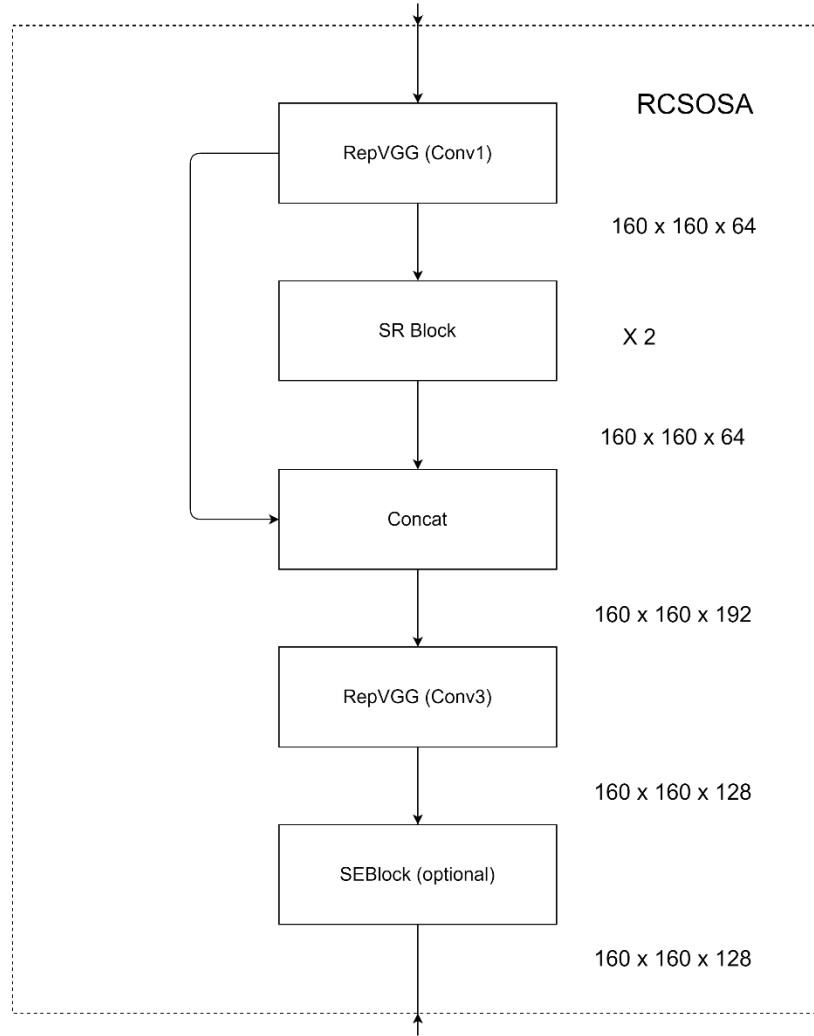 RCSOSA
RepVGG (Conv1)
160 x 160 x 64
SR Block
X 2
160 x 160 x 64
Concat
160 x 160 x 192
RepVGG (Conv3)
160 x 160 x 128
SEBlock (optional)
160 x 160 x 128